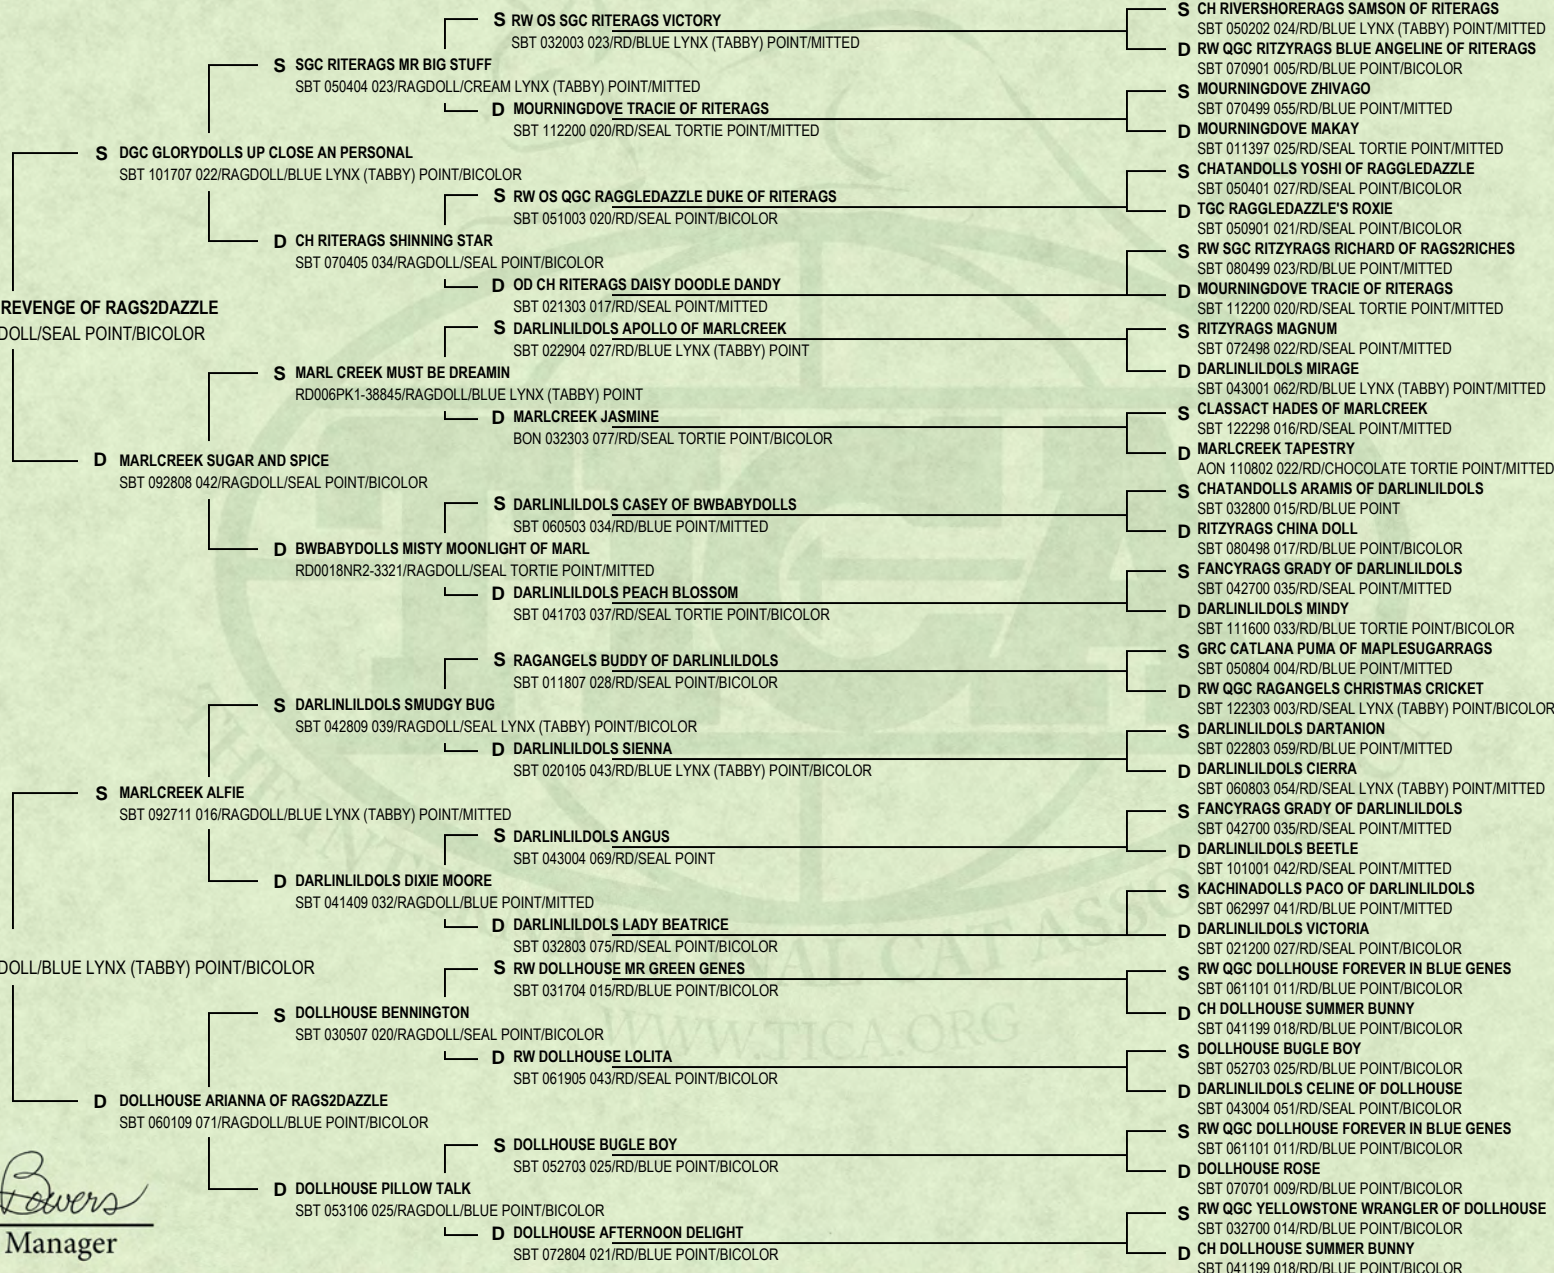 S RW OS SGC RITERAGS VICTORY
SBT 032003 023/RD/BLUE LYNX (TABBY) POINT/MITTED
S SGC RITERAGS MR BIG STUFF
SBT 050404 023/RAGDOLL/CREAM LYNX (TABBY) POINT/MITTED
D MOURNINGDOVE TRACIE OF RITERAGS
SBT 112200 020/RD/SEAL TORTIE POINT/MITTED
S DGC GLORYDOLLS UP CLOSE AN PERSONAL
SBT 101707 022/RAGDOLL/BLUE LYNX (TABBY) POINT/BICOLOR
S RW OS QGC RAGGLEDAZZLE DUKE OF RITERAGS
SBT 051003 020/RD/SEAL POINT/BICOLOR
D CH RITERAGS SHINNING STAR
SBT 070405 034/RAGDOLL/SEAL POINT/BICOLOR
D OD CH RITERAGS DAISY DOODLE DANDY
SBT 021303 017/RD/SEAL POINT/MITTED
REVENGE OF RAGS2DAZZLE
DOLL/SEAL POINT/BICOLOR
S DARLINLILDOLS APOLLO OF MARLCREEK
SBT 022904 027/RD/BLUE LYNX (TABBY) POINT
S MARL CREEK MUST BE DREAMIN
RD006PK1-38845/RAGDOLL/BLUE LYNX (TABBY) POINT
D MARLCREEK JASMINE
BON 032303 077/RD/SEAL TORTIE POINT/BICOLOR
D MARLCREEK SUGAR AND SPICE
SBT 092808 042/RAGDOLL/SEAL POINT/BICOLOR
S DARLINLILDOLS CASEY OF BWBABYDOLLS
SBT 060503 034/RD/BLUE POINT/MITTED
D BWBABYDOLLS MISTY MOONLIGHT OF MARL
RD0018NR2-3321/RAGDOLL/SEAL TORTIE POINT/MITTED
D DARLINLILDOLS PEACH BLOSSOM
SBT 041703 037/RD/SEAL TORTIE POINT/BICOLOR
S RAGANGELS BUDDY OF DARLINLILDOLS
SBT 011807 028/RD/SEAL POINT/BICOLOR
S DARLINLILDOLS SMUDGY BUG
SBT 042809 039/RAGDOLL/SEAL LYNX (TABBY) POINT/BICOLOR
D DARLINLILDOLS SIENNA
SBT 020105 043/RD/BLUE LYNX (TABBY) POINT/BICOLOR
S MARLCREEK ALFIE
SBT 092711 016/RAGDOLL/BLUE LYNX (TABBY) POINT/MITTED
S DARLINLILDOLS ANGUS
SBT 043004 069/RD/SEAL POINT
D DARLINLILDOLS DIXIE MOORE
SBT 041409 032/RAGDOLL/BLUE POINT/MITTED
D DARLINLILDOLS LADY BEATRICE
SBT 032803 075/RD/SEAL POINT/BICOLOR
DOLL/BLUE LYNX (TABBY) POINT/BICOLOR
S RW DOLLHOUSE MR GREEN GENES
SBT 031704 015/RD/BLUE POINT/BICOLOR
S DOLLHOUSE BENNINGTON
SBT 030507 020/RAGDOLL/SEAL POINT/BICOLOR
D RW DOLLHOUSE LOLITA
SBT 061905 043/RD/SEAL POINT/BICOLOR
D DOLLHOUSE ARIANNA OF RAGS2DAZZLE
SBT 060109 071/RAGDOLL/BLUE POINT/BICOLOR
S DOLLHOUSE BUGLE BOY
SBT 052703 025/RD/BLUE POINT/BICOLOR
D DOLLHOUSE PILLOW TALK
SBT 053106 025/RAGDOLL/BLUE POINT/BICOLOR
D DOLLHOUSE AFTERNOON DELIGHT
SBT 072804 021/RD/BLUE POINT/BICOLOR
S CH RIVERSHORERAGS SAMSON OF RITERAGS
SBT 050202 024/RD/BLUE LYNX (TABBY) POINT/MITTED
D RW QGC RITZYRAGS BLUE ANGELINE OF RITERAGS
SBT 070901 005/RD/BLUE POINT/BICOLOR
S MOURNINGDOVE ZHIVAGO
SBT 070499 055/RD/BLUE POINT/MITTED
D MOURNINGDOVE MAKAY
SBT 011397 025/RD/SEAL TORTIE POINT/MITTED
S CHATANDOLLS YOSHI OF RAGGLEDAZZLE
SBT 050401 027/RD/SEAL POINT/BICOLOR
D TGC RAGGLEDAZZLE'S ROXIE
SBT 050901 021/RD/SEAL POINT/BICOLOR
S RW SGC RITZYRAGS RICHARD OF RAGS2RICHES
SBT 080499 023/RD/BLUE POINT/MITTED
D MOURNINGDOVE TRACIE OF RITERAGS
SBT 112200 020/RD/SEAL TORTIE POINT/MITTED
S RITZYRAGS MAGNUM
SBT 072498 022/RD/SEAL POINT/MITTED
D DARLINLILDOLS MIRAGE
SBT 043001 062/RD/BLUE LYNX (TABBY) POINT/MITTED
S CLASSACT HADES OF MARLCREEK
SBT 122298 016/RD/SEAL POINT/MITTED
D MARLCREEK TAPESTRY
AON 110802 022/RD/CHOCOLATE TORTIE POINT/MITTED
S CHATANDOLLS ARAMIS OF DARLINLILDOLS
SBT 032800 015/RD/BLUE POINT
D RITZYRAGS CHINA DOLL
SBT 080498 017/RD/BLUE POINT/BICOLOR
S FANCYRAGS GRADY OF DARLINLILDOLS
SBT 042700 035/RD/SEAL POINT/MITTED
D DARLINLILDOLS MINDY
SBT 111600 033/RD/BLUE TORTIE POINT/BICOLOR
S GRC CATLANA PUMA OF MAPLESUGARRAGS
SBT 050804 004/RD/BLUE POINT/MITTED
D RW QGC RAGANGELS CHRISTMAS CRICKET
SBT 122303 003/RD/SEAL LYNX (TABBY) POINT/BICOLOR
S DARLINLILDOLS DARTANION
SBT 022803 059/RD/BLUE POINT/MITTED
D DARLINLILDOLS CIERRA
SBT 060803 054/RD/SEAL LYNX (TABBY) POINT/MITTED
S FANCYRAGS GRADY OF DARLINLILDOLS
SBT 042700 035/RD/SEAL POINT/MITTED
D DARLINLILDOLS BEETLE
SBT 101001 042/RD/SEAL POINT/MITTED
S KACHINADOLLS PACO OF DARLINLILDOLS
SBT 062997 041/RD/BLUE POINT/MITTED
D DARLINLILDOLS VICTORIA
SBT 021200 027/RD/SEAL POINT/BICOLOR
S RW QGC DOLLHOUSE FOREVER IN BLUE GENES
SBT 061101 011/RD/BLUE POINT/BICOLOR
D CH DOLLHOUSE SUMMER BUNNY
SBT 041199 018/RD/BLUE POINT/BICOLOR
S DOLLHOUSE BUGLE BOY
SBT 052703 025/RD/BLUE POINT/BICOLOR
D DARLINLILDOLS CELINE OF DOLLHOUSE
SBT 043004 051/RD/SEAL POINT/BICOLOR
S RW QGC DOLLHOUSE FOREVER IN BLUE GENES
SBT 061101 011/RD/BLUE POINT/BICOLOR
D DOLLHOUSE ROSE
SBT 070701 009/RD/BLUE POINT/BICOLOR
S RW QGC YELLOWSTONE WRANGLER OF DOLLHOUSE
SBT 032700 014/RD/BLUE POINT/BICOLOR
D CH DOLLHOUSE SUMMER BUNNY
SBT 041199 018/RD/BLUE POINT/BICOLOR
Bowers
Manager
TICA
WWW.TICA.ORG